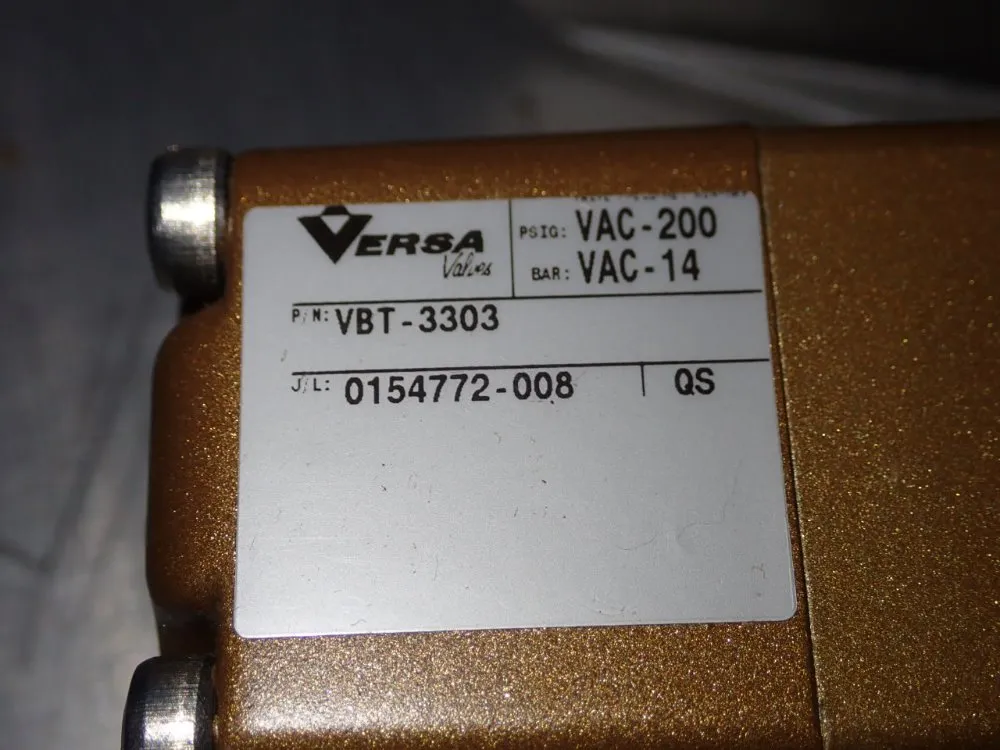 VERSA
Valves
PSIG: VAC-200
BAR: VAC-14
P/N: VBT-3303
J/L: 0154772-008 QS